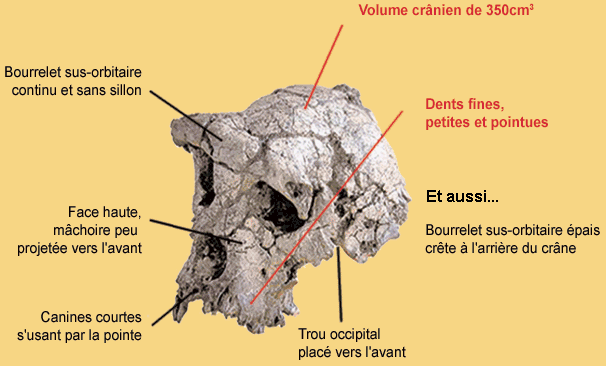 Volume crânien de 350cm³
Bourrelet sus-orbitaire
continu et sans sillon
Dents fines,
petites et pointues
Et aussi...
Bourrelet sus-orbitaire épais
crête à l'arrière du crâne
Face haute,
mâchoire peu
projetée vers l'avant
Canines courtes
s'usant par la pointe
Trou occipital
placé vers l'avant